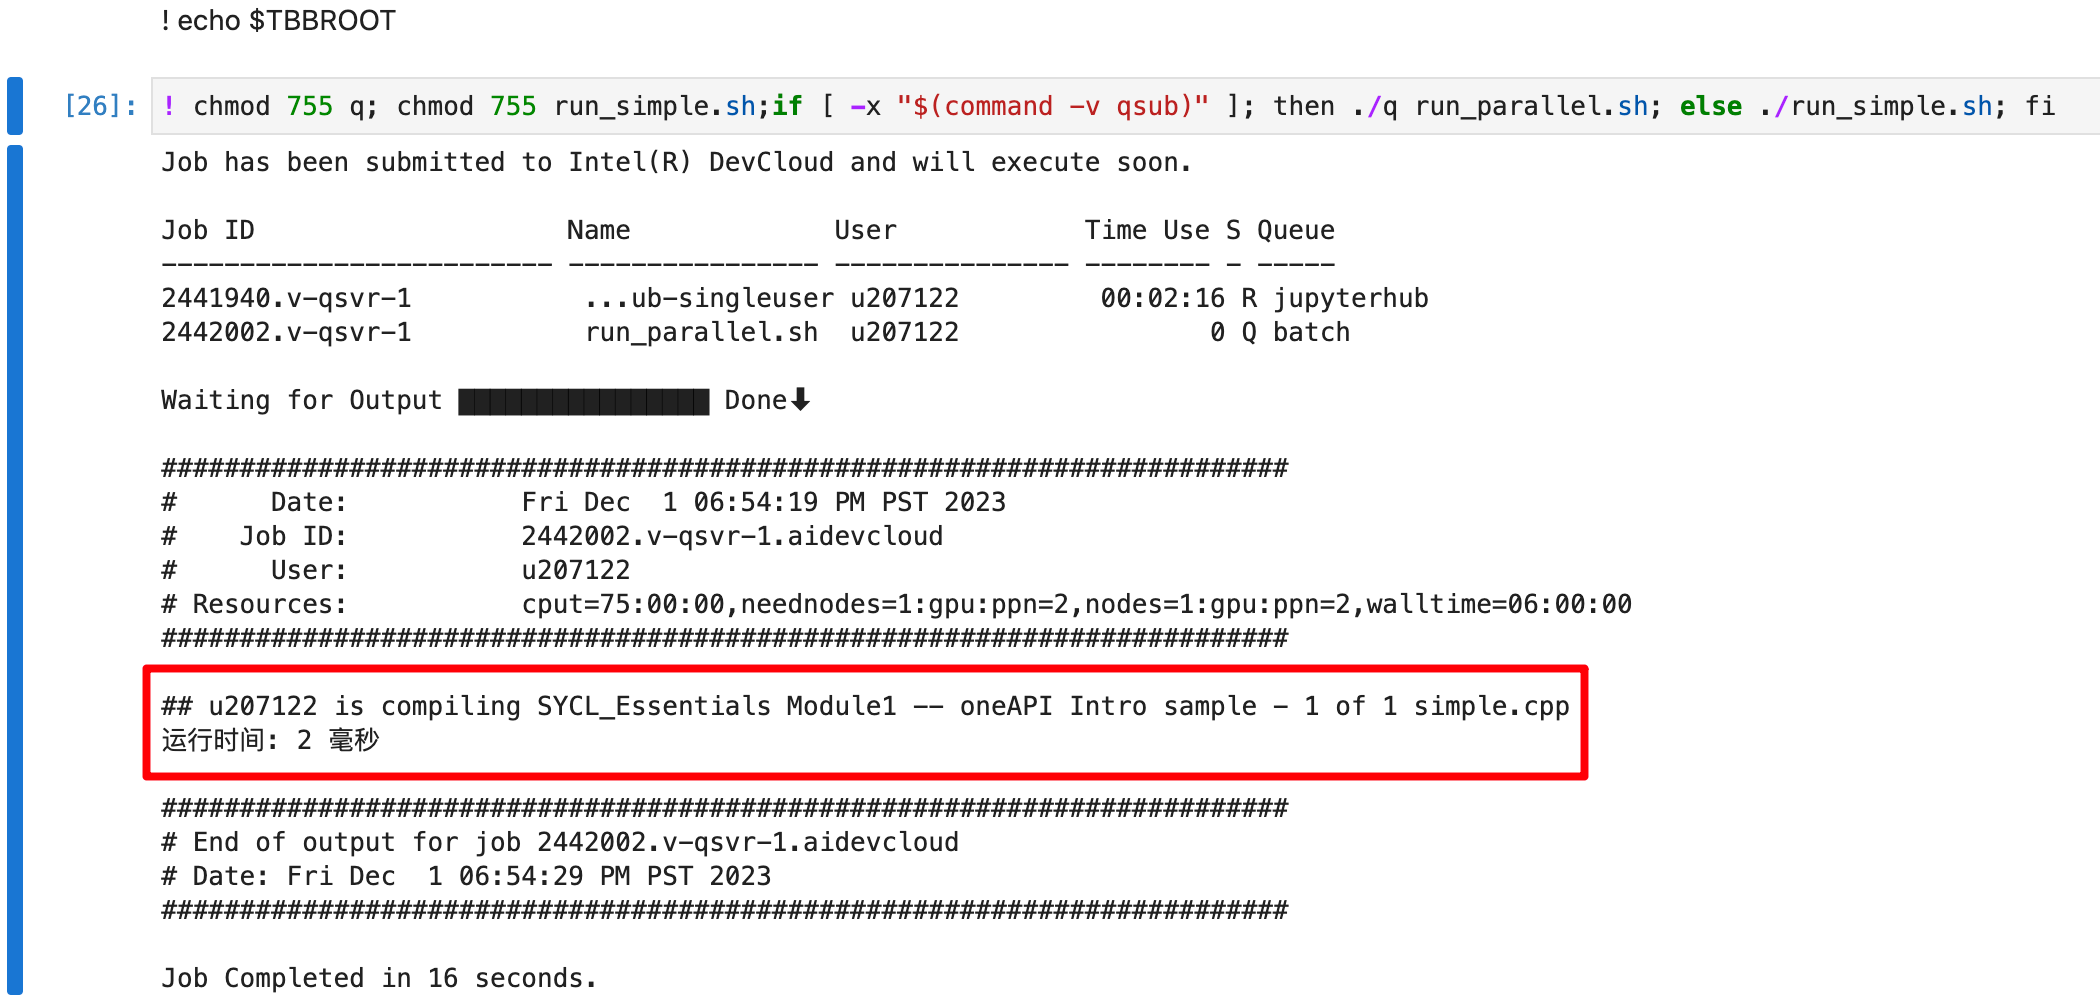 ! echo $TBBROOT
[26]: ! chmod 755 q; chmod 755 run_simple.sh;if [ -x "$(command -v qsub)" ]; then ./q run_parallel.sh; else ./run_simple.sh; fi
Job has been submitted to Intel(R) DevCloud and will execute soon.
Job ID                    Name             User            Time Use S Queue
------------------------- ---------------- --------------- -------- - -----
2441940.v-qsvr-1           ...ub-singleuser u207122         00:02:16 R jupyterhub
2442002.v-qsvr-1           run_parallel.sh  u207122                0 Q batch
Waiting for Output ████████████████ Done⬇
########################################################################
#      Date:           Fri Dec  1 06:54:19 PM PST 2023
#    Job ID:           2442002.v-qsvr-1.aidevcloud
#      User:           u207122
# Resources:           cput=75:00:00,neednodes=1:gpu:ppn=2,nodes=1:gpu:ppn=2,walltime=06:00:00
########################################################################
## u207122 is compiling SYCL_Essentials Module1 -- oneAPI Intro sample - 1 of 1 simple.cpp
运行时间: 2 毫秒
########################################################################
# End of output for job 2442002.v-qsvr-1.aidevcloud
# Date: Fri Dec  1 06:54:29 PM PST 2023
########################################################################
Job Completed in 16 seconds.